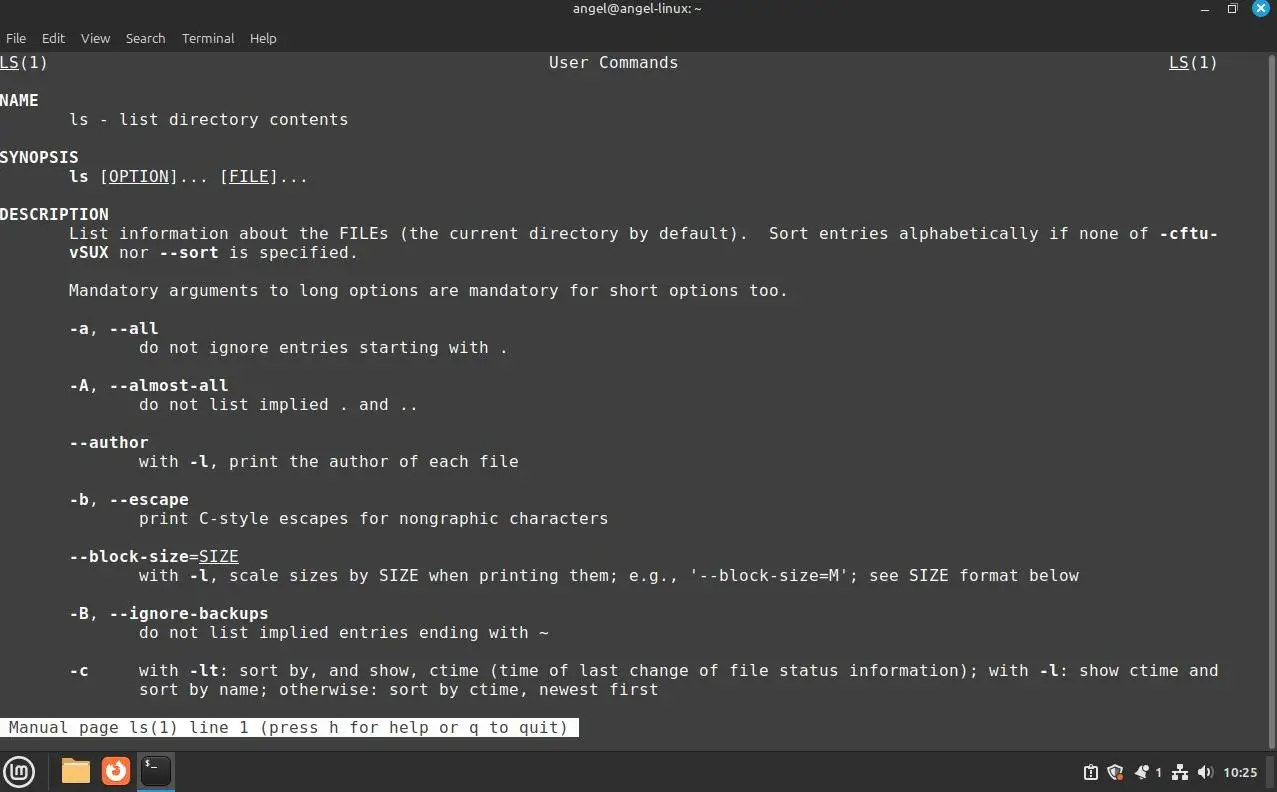 angel@angel-linux: ~
File Edit View Search Terminal Help
LS(1) User Commands LS(1)
NAME
ls - list directory contents
SYNOPSIS
ls [OPTION]... [FILE]...
DESCRIPTION
List information about the FILEs (the current directory by default). Sort entries alphabetically if none of -cftu-
vSUX nor --sort is specified.
Mandatory arguments to long options are mandatory for short options too.
-a, --all
do not ignore entries starting with .
-A, --almost-all
do not list implied . and ..
--author
with -l, print the author of each file
-b, --escape
print C-style escapes for nongraphic characters
--block-size=SIZE
with -l, scale sizes by SIZE when printing them; e.g., '--block-size=M'; see SIZE format below
-B, --ignore-backups
do not list implied entries ending with ~
-c with -lt: sort by, and show, ctime (time of last change of file status information); with -l: show ctime and
sort by name; otherwise: sort by ctime, newest first
Manual page ls(1) line 1 (press h for help or q to quit)
$_ 1 10:25